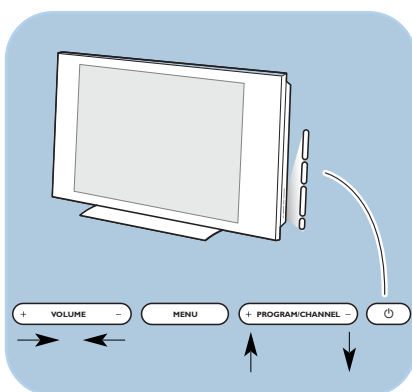 + VOLUME – MENU + PROGRAM/CHANNEL –